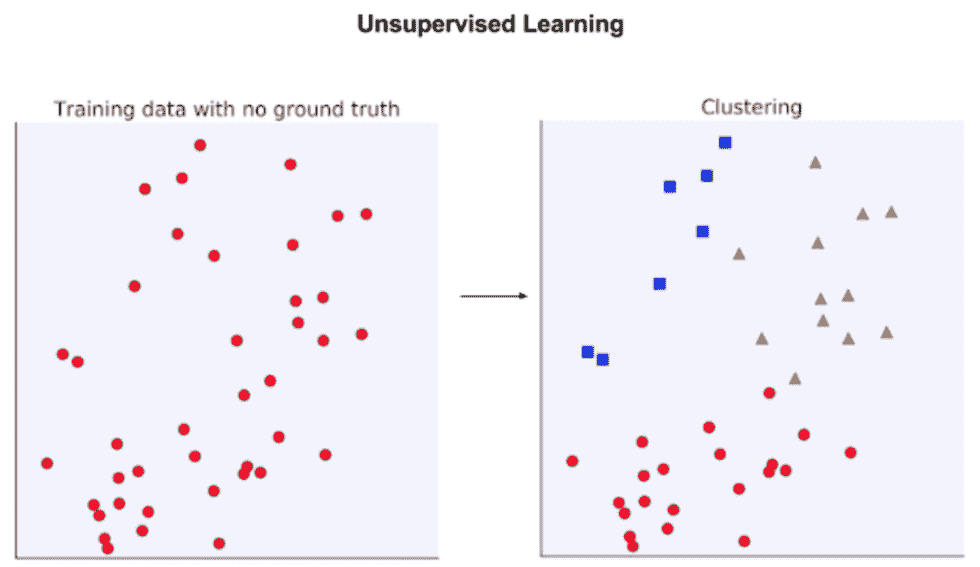 Unsupervised Learning
Training data with no ground truth
Clustering